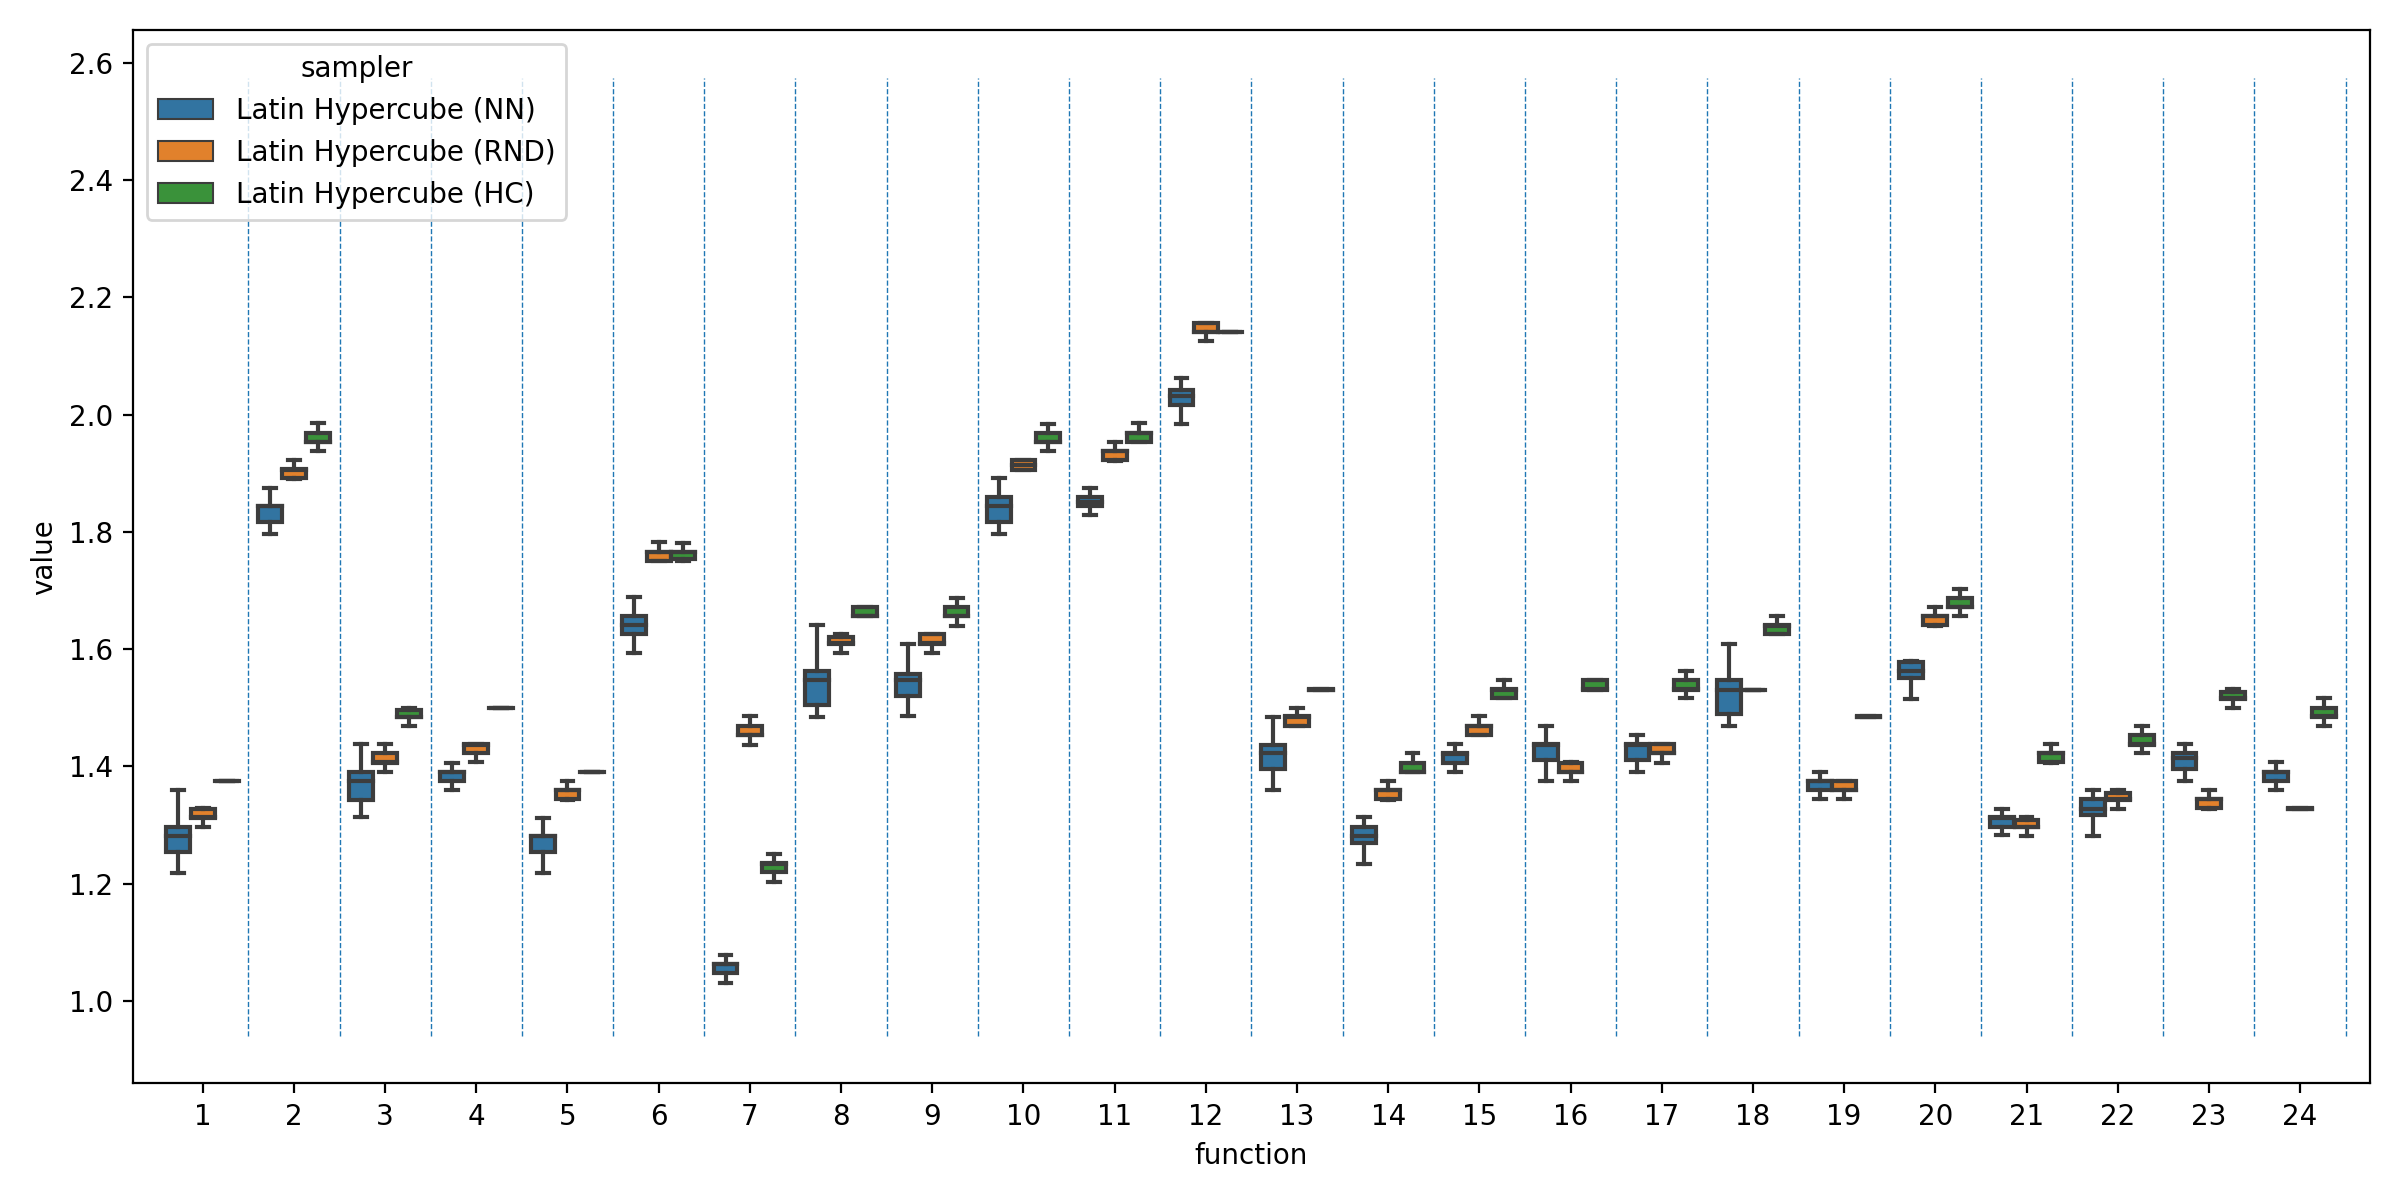 sampler
Latin Hypercube (NN)
Latin Hypercube (RND)
Latin Hypercube (HC)
2.6
2.4
2.2
2.0
1.8
1.6
1.4
1.2
1.0
value
1 2 3 4 5 6 7 8 9 10 11 12 13 14 15 16 17 18 19 20 21 22 23 24
function